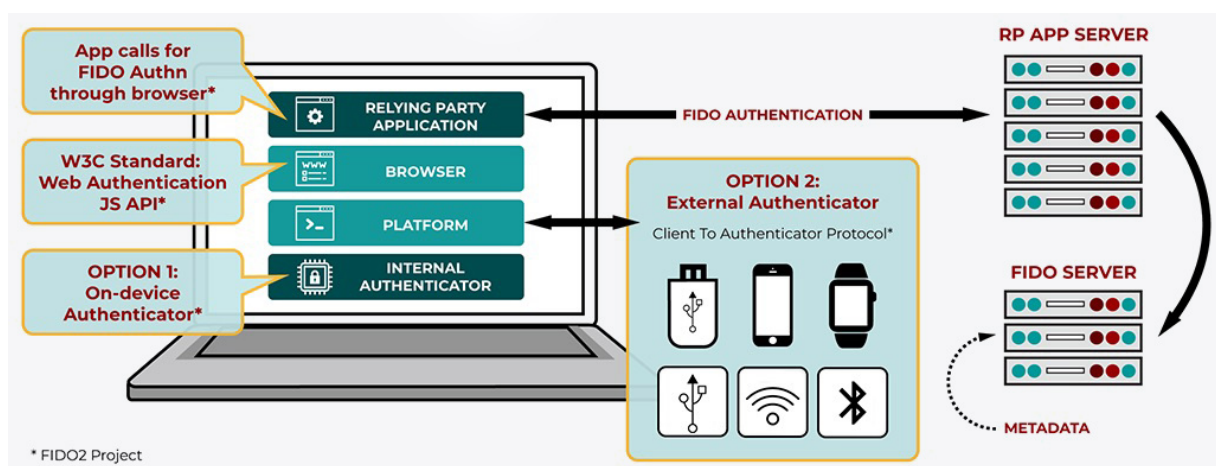 App calls for
FIDO Authn
through browser*
W3C Standard:
Web Authentication
JS API*
OPTION 1:
On-device
Authenticator*
RELYING PARTY
APPLICATION
WWW
BROWSER
PLATFORM
INTERNAL
AUTHENTICATOR
FIDO AUTHENTICATION
OPTION 2:
External Authenticator
Client To Authenticator Protocol*
RP APP SERVER
FIDO SERVER
METADATA
* FIDO2 Project